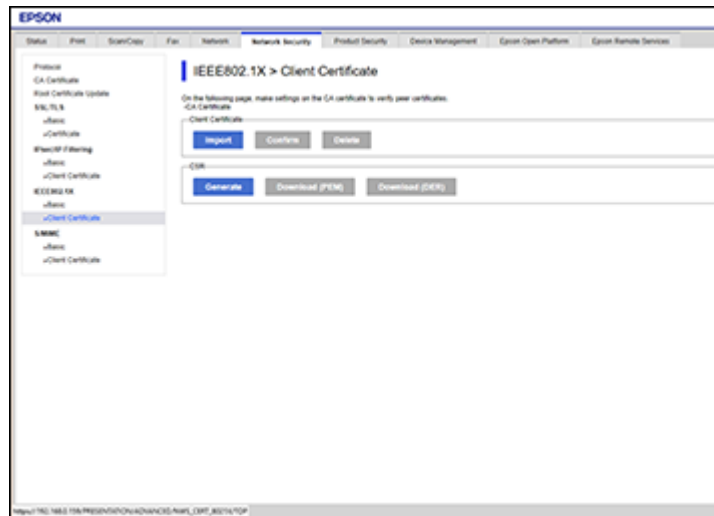 EPSON
Status Print Scan/Copy Fax Network Network Security Product Security Device Management Epson Open Platform Epson Remote Services
Protocol
CA Certificate
Root Certificate Update
SSL/TLS
»Basic
»Certificate
IPsec/IP Filtering
»Basic
»Client Certificate
IEEE802.1X
»Basic
»Client Certificate
S/MIME
»Basic
»Client Certificate
IEEE802.1X > Client Certificate
On the following page, make settings on the CA certificate to verify peer certificates.
-CA Certificate
Client Certificate
Import Confirm Delete
CSR
Generate Download (PEM) Download (DER)